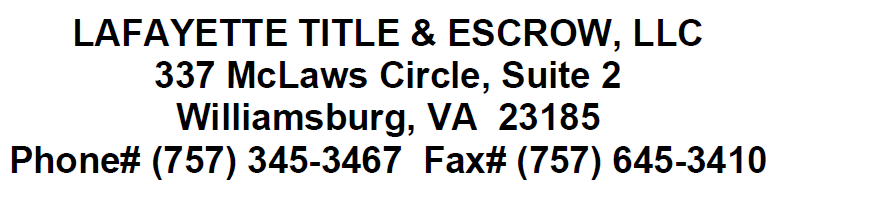 LAFAYETTE TITLE & ESCROW, LLC
337 McLaws Circle, Suite 2
Williamsburg, VA  23185
Phone# (757) 345-3467  Fax# (757) 645-3410